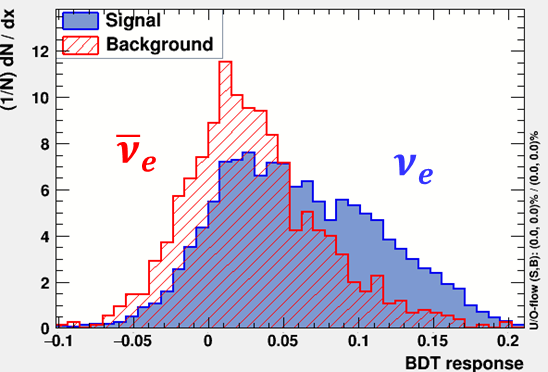 Signal
Background
(1/N) dN / dx
12
10
8
6
4
2
0
ν̄e
νe
U/O-flow (S,B): (0.0, 0.0)% / (0.0, 0.0)%
−0.1 −0.05 0 0.05 0.1 0.15 0.2
BDT response